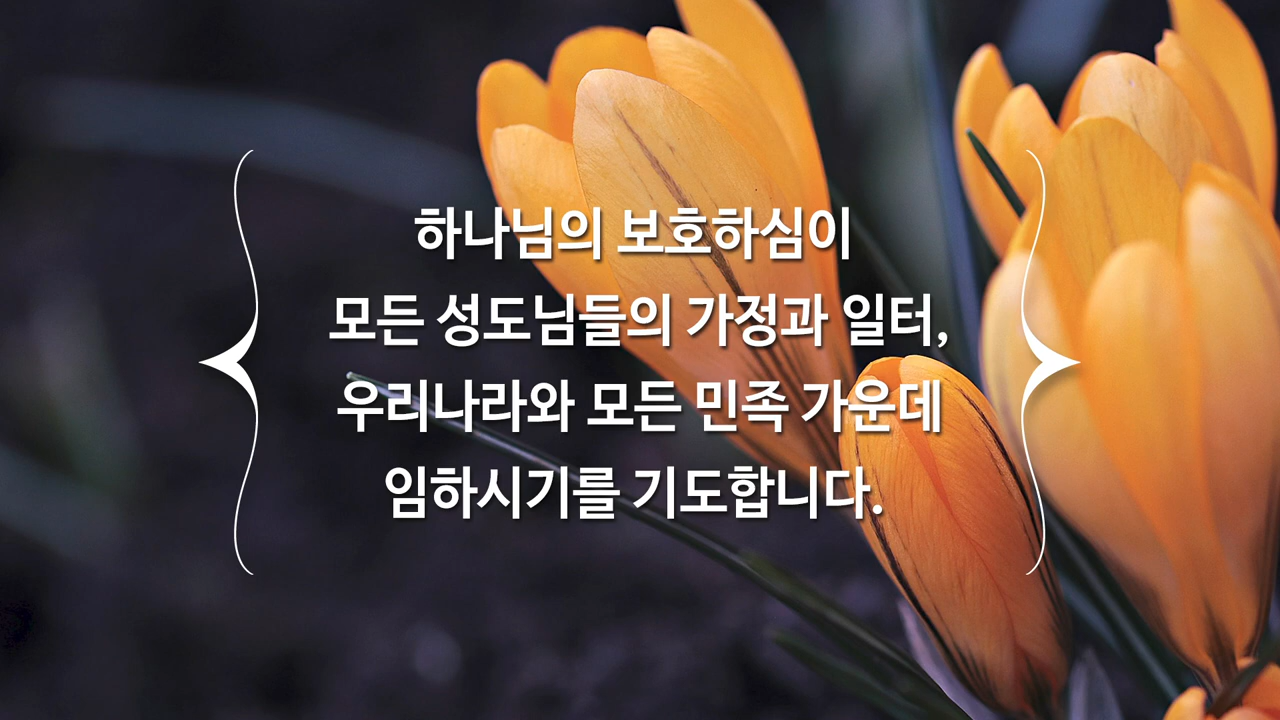 하나님의 보호하심이
모든 성도님들의 가정과 일터,
우리나라와 모든 민족 가운데
임하시기를 기도합니다.